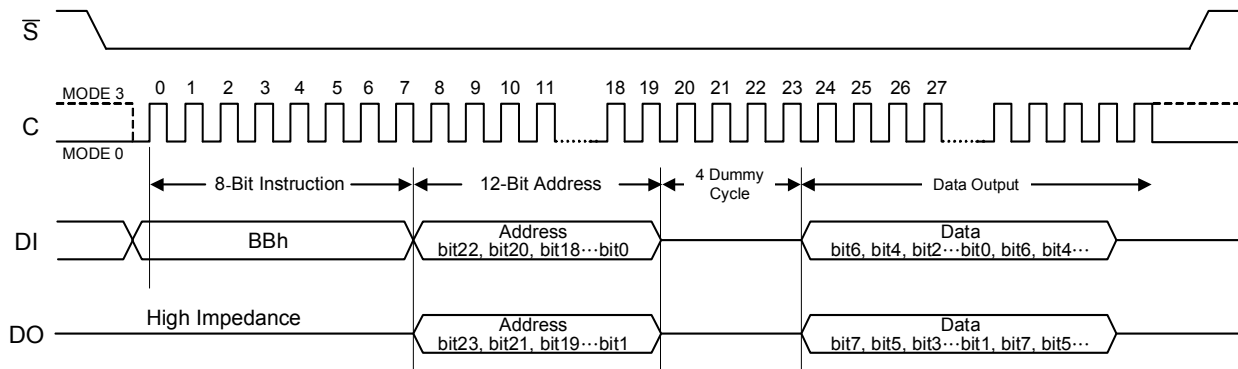 S
0 1 2 3 4 5 6 7 8 9 10 11 18 19 20 21 22 23 24 25 26 27
MODE 3
C
MODE 0
8-Bit Instruction
12-Bit Address
4 Dummy
Cycle
Data Output
DI
BBh
Address
bit22, bit20, bit18···bit0
Data
bit6, bit4, bit2···bit0, bit6, bit4···
High Impedance
DO
Address
bit23, bit21, bit19···bit1
Data
bit7, bit5, bit3···bit1, bit7, bit5···